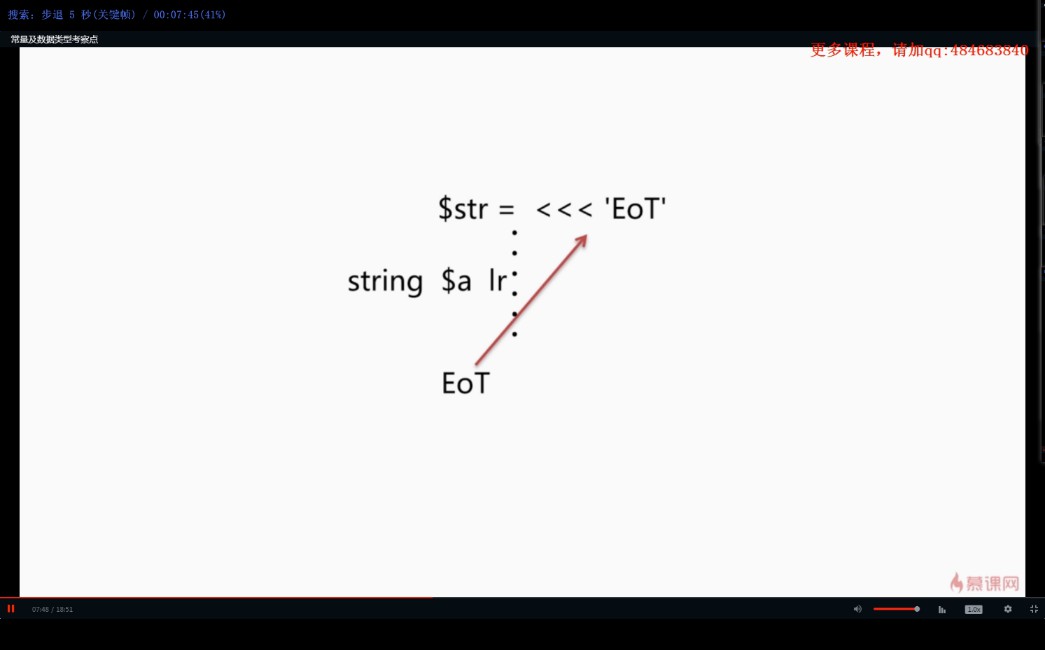 搜索: 步退 5 秒(关键帧) / 00:07:45(41%)
常量及数据类型考察点
更多课程，请加qq:484683840
$str = <<< 'EoT'
string $a lr
EoT
慕课网
07:48 / 18:51
1.0x